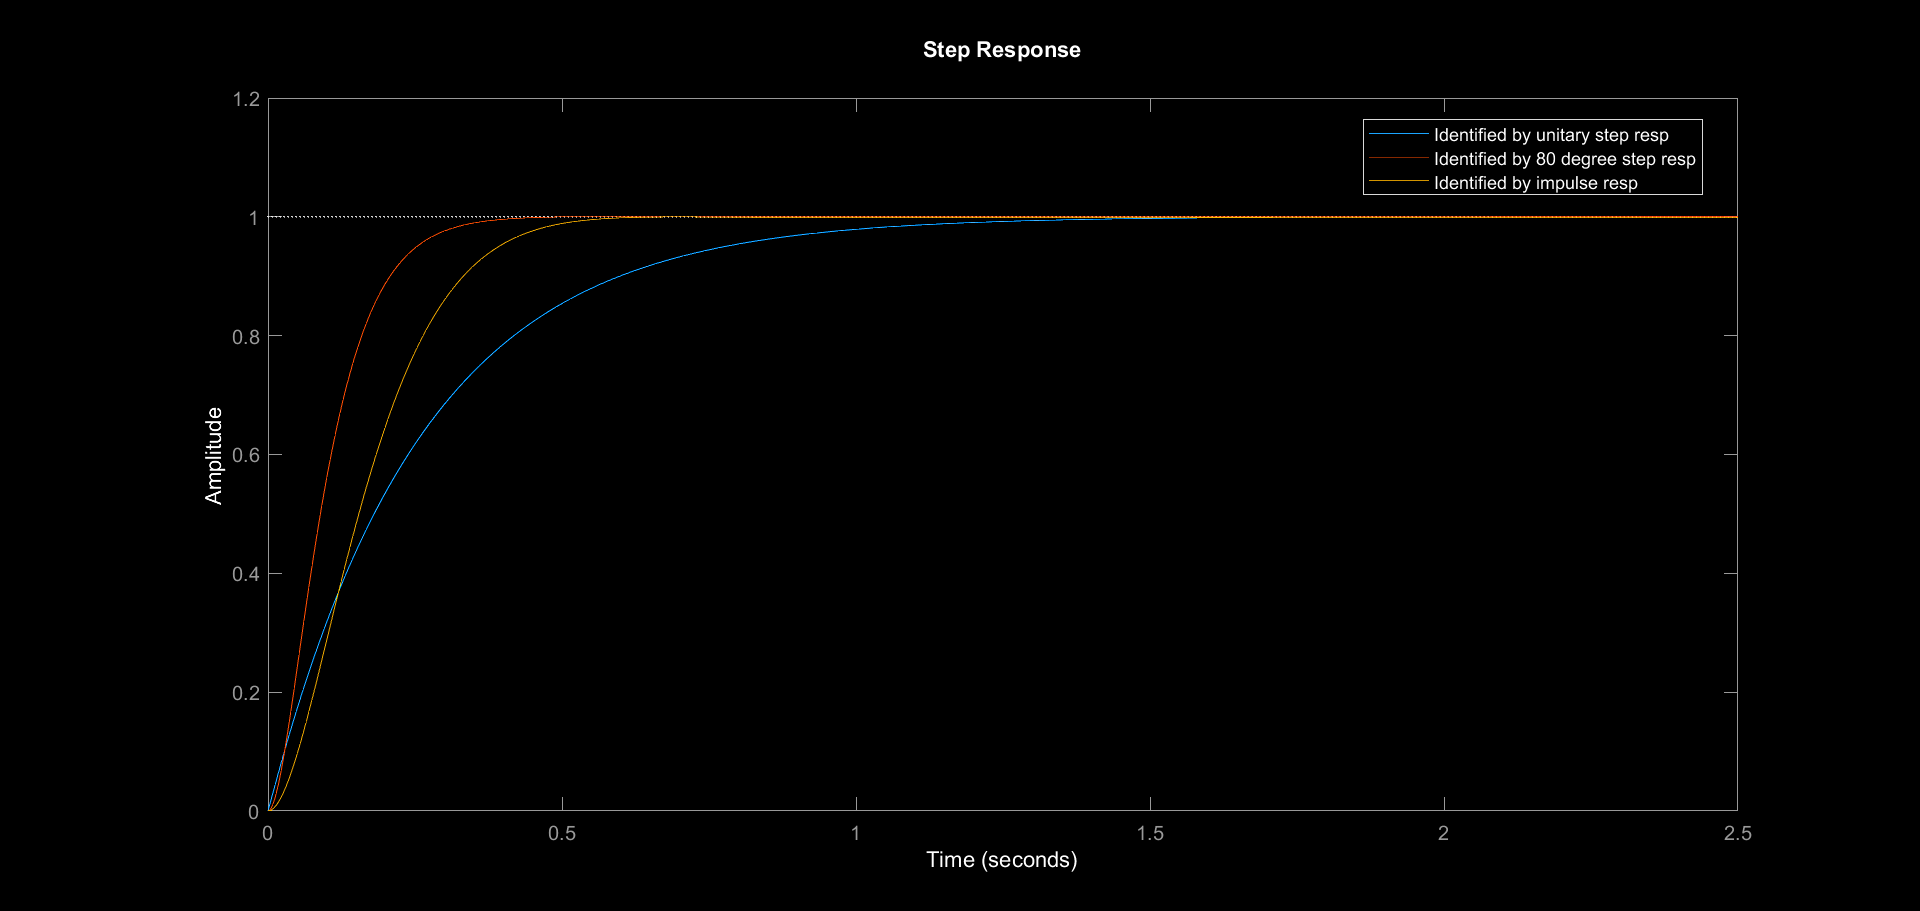 Step Response
1.2
1
0.8
0.6
0.4
0.2
0
Amplitude
Identified by unitary step resp
Identified by 80 degree step resp
Identified by impulse resp
0 0.5 1 1.5 2 2.5
Time (seconds)